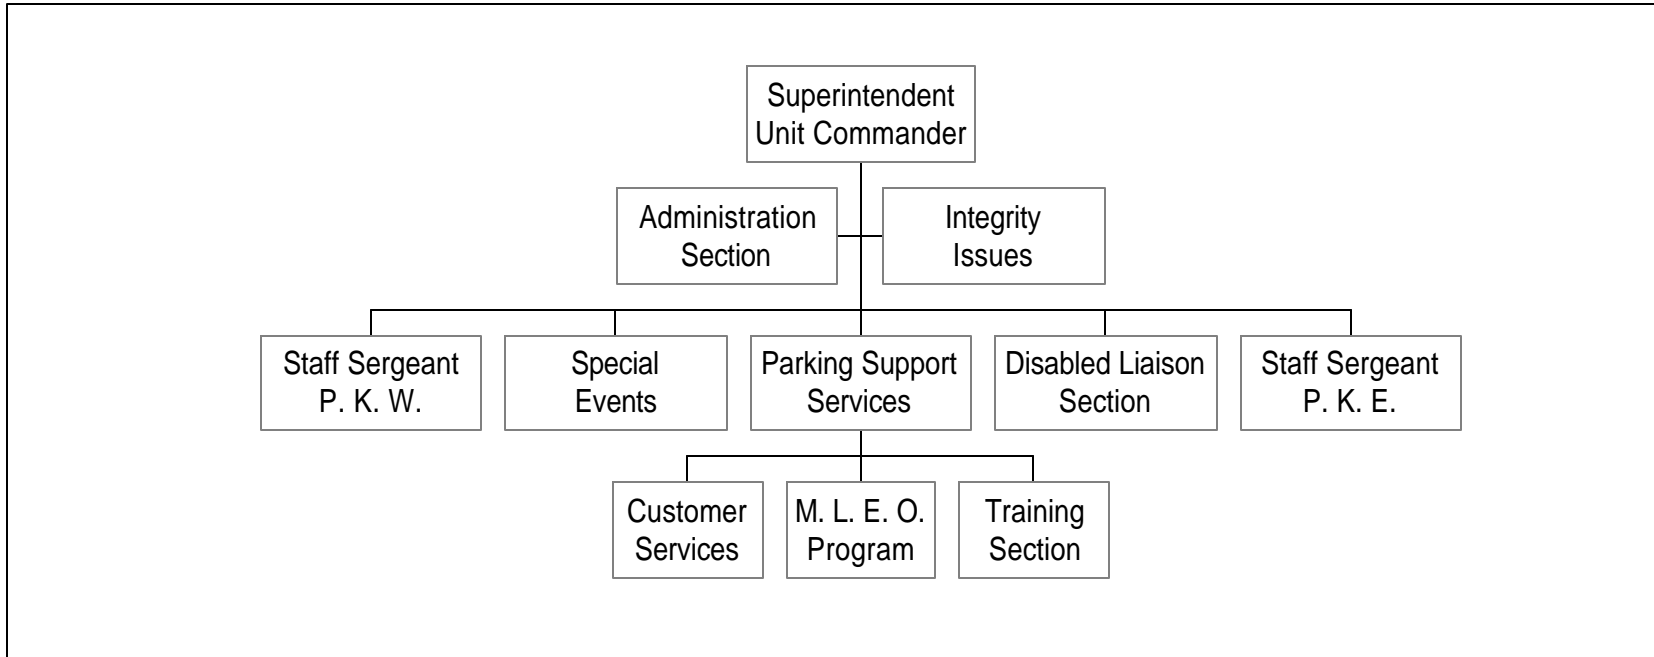 Superintendent
Unit Commander
Administration
Section
Integrity
Issues
Staff Sergeant
P. K. W.
Special
Events
Parking Support
Services
Disabled Liaison
Section
Staff Sergeant
P. K. E.
Customer
Services
M. L. E. O.
Program
Training
Section